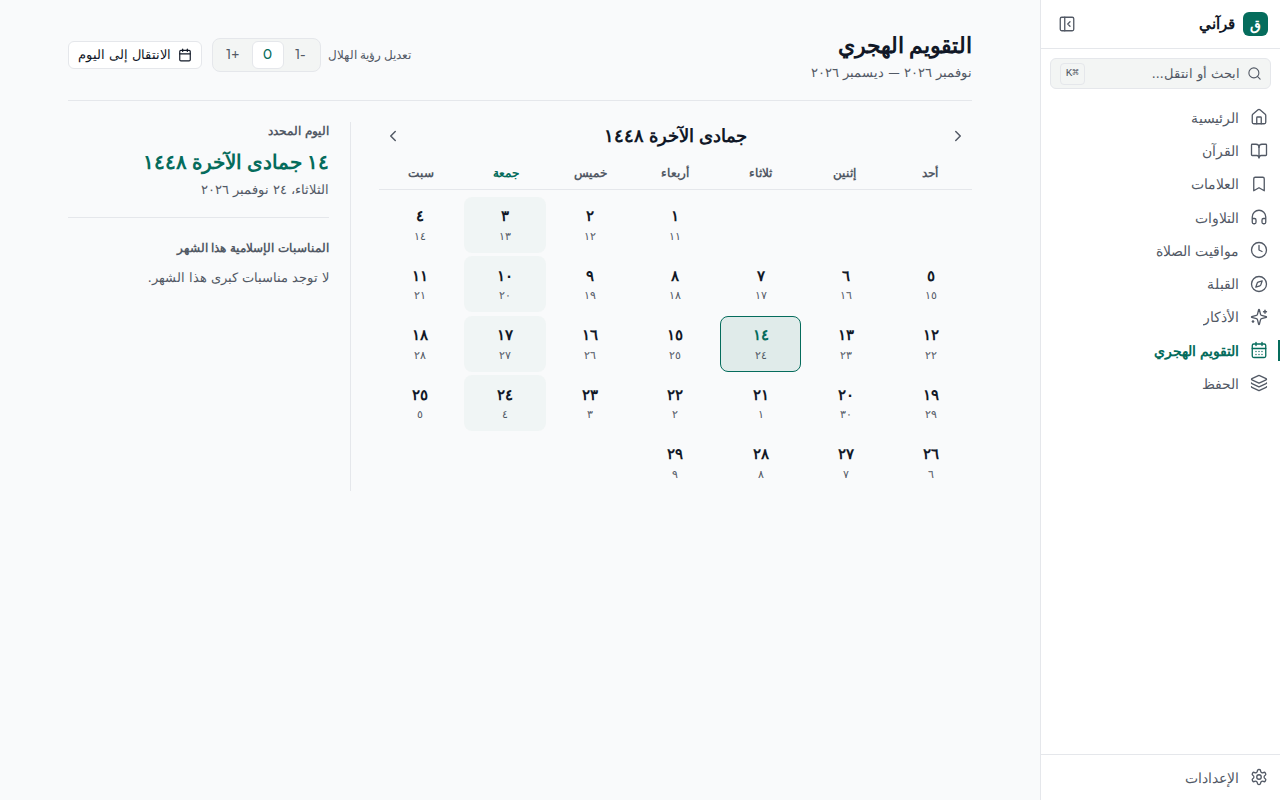 ق قرآني
ابحث أو انتقل... ⌘K
الرئيسية
القرآن
العلامات
التلاوات
مواقيت الصلاة
القبلة
الأذكار
التقويم الهجري
الحفظ
الإعدادات
التقويم الهجري
نوفمبر ٢٠٢٦ — ديسمبر ٢٠٢٦
تعديل رؤية الهلال -1 0 +1
الانتقال إلى اليوم
جمادى الآخرة ١٤٤٨
أحد إثنين ثلاثاء أربعاء خميس جمعة سبت
١ ٢ ٣ ٤
١١ ١٢ ١٣ ١٤
٥ ٦ ٧ ٨ ٩ ١٠ ١١
١٥ ١٦ ١٧ ١٨ ١٩ ٢٠ ٢١
١٢ ١٣ ١٤ ١٥ ١٦ ١٧ ١٨
٢٢ ٢٣ ٢٤ ٢٥ ٢٦ ٢٧ ٢٨
١٩ ٢٠ ٢١ ٢٢ ٢٣ ٢٤ ٢٥
٢٩ ٣٠ ١ ٢ ٣ ٤ ٥
٢٦ ٢٧ ٢٨ ٢٩
٦ ٧ ٨ ٩
اليوم المحدد
١٤ جمادى الآخرة ١٤٤٨
الثلاثاء، ٢٤ نوفمبر ٢٠٢٦
المناسبات الإسلامية هذا الشهر
لا توجد مناسبات كبرى هذا الشهر.